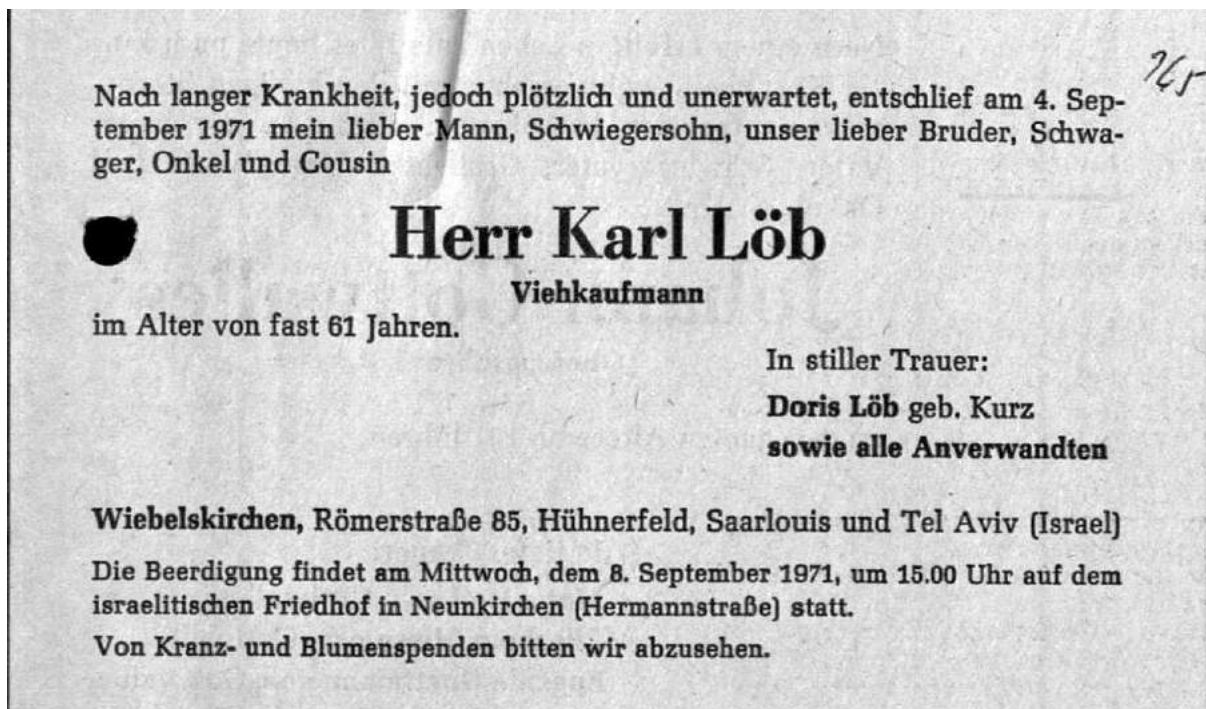 Nach langer Krankheit, jedoch plötzlich und unerwartet, entschlief am 4. Sep-
tember 1971 mein lieber Mann, Schwiegersohn, unser lieber Bruder, Schwa-
ger, Onkel und Cousin
Herr Karl Löb
Viehkaufmann
im Alter von fast 61 Jahren.
In stiller Trauer:
Doris Löb geb. Kurz
sowie alle Anverwandten
Wiebelskirchen, Römerstraße 85, Hühnerfeld, Saarlouis und Tel Aviv (Israel)
Die Beerdigung findet am Mittwoch, dem 8. September 1971, um 15.00 Uhr auf dem
israelitischen Friedhof in Neunkirchen (Hermannstraße) statt.
Von Kranz- und Blumenspenden bitten wir abzusehen.